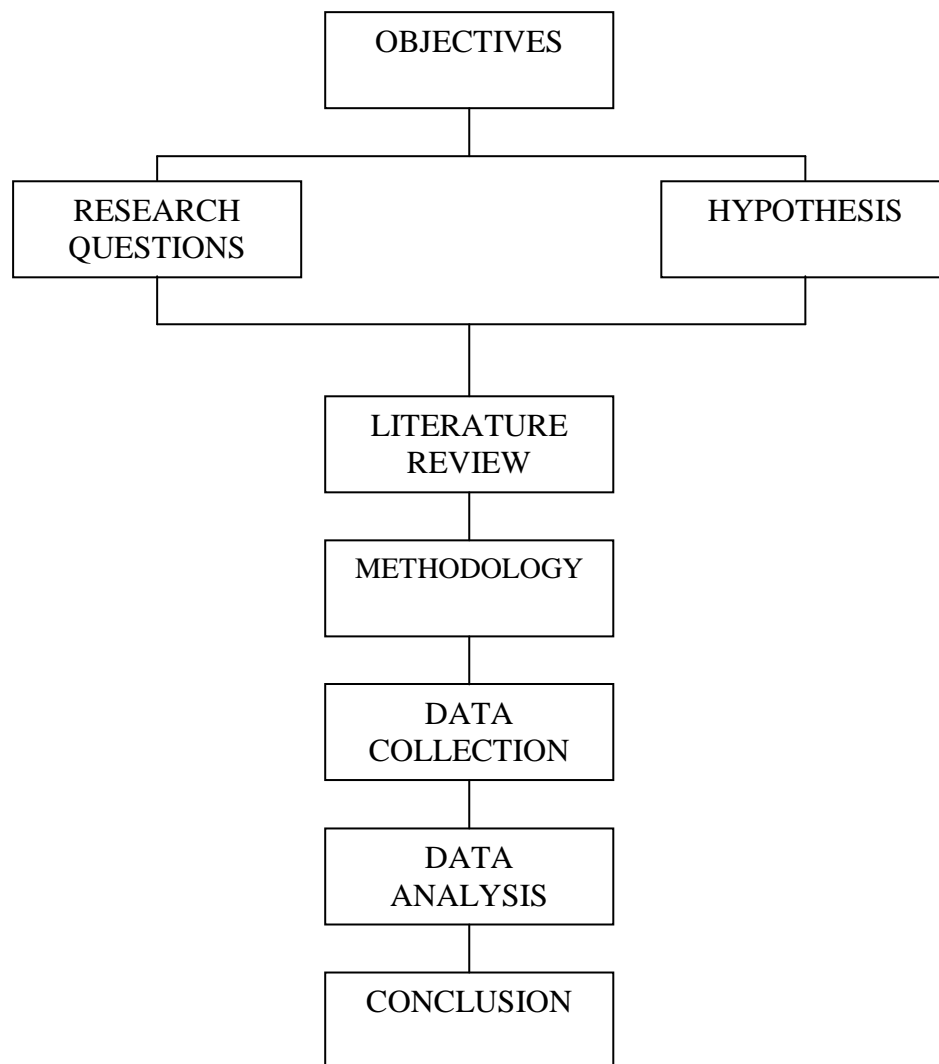 OBJECTIVES
RESEARCH
QUESTIONS
HYPOTHESIS
LITERATURE
REVIEW
METHODOLOGY
DATA
COLLECTION
DATA
ANALYSIS
CONCLUSION